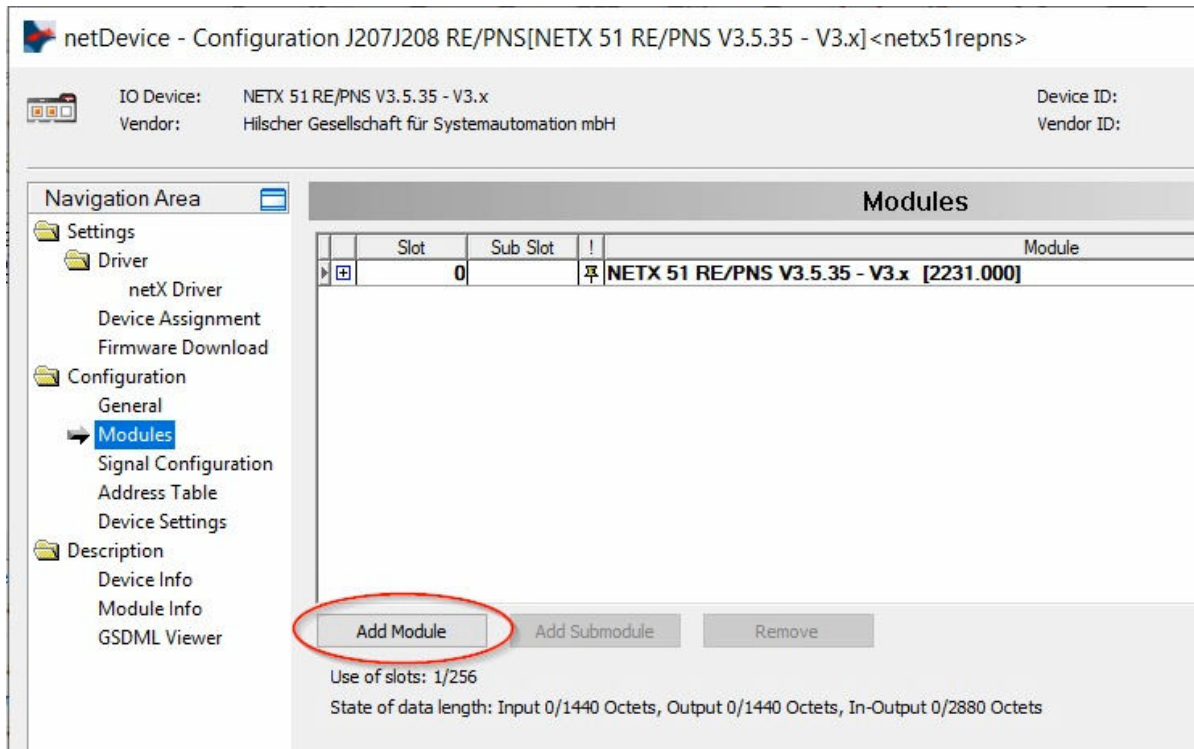 netDevice - Configuration J207J208 RE/PNS[NETX 51 RE/PNS V3.5.35 - V3.x]<netx51repns>
IO Device: NETX 51 RE/PNS V3.5.35 - V3.x Device ID:
Vendor: Hilscher Gesellschaft für Systemautomation mbH Vendor ID:
Navigation Area
Settings
Driver
netX Driver
Device Assignment
Firmware Download
Configuration
General
Modules
Signal Configuration
Address Table
Device Settings
Description
Device Info
Module Info
GSDML Viewer
Modules
Slot Sub Slot ! Module
0 NETX 51 RE/PNS V3.5.35 - V3.x [2231.000]
Add Module Add Submodule Remove
Use of slots: 1/256
State of data length: Input 0/1440 Octets, Output 0/1440 Octets, In-Output 0/2880 Octets